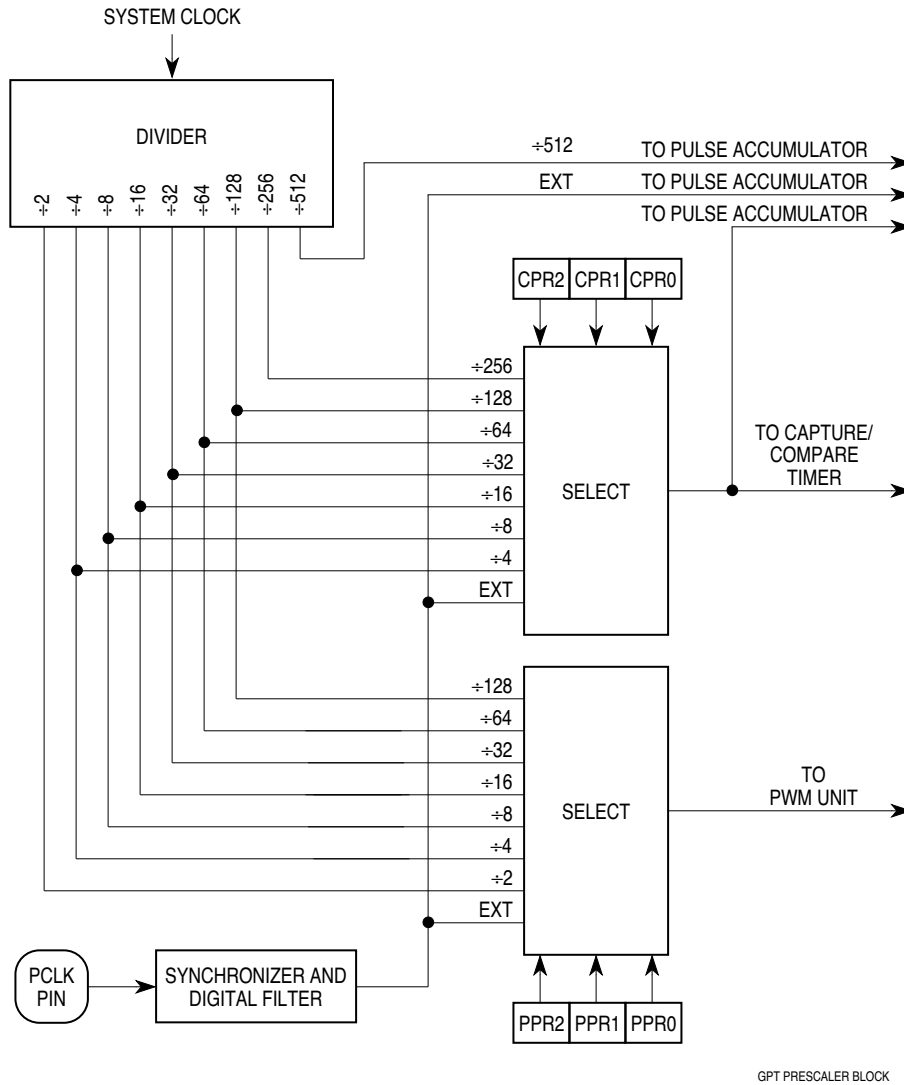 SYSTEM CLOCK
DIVIDER
÷2
÷4
÷8
÷16
÷32
÷64
÷128
÷256
÷512
÷512
TO PULSE ACCUMULATOR
EXT
TO PULSE ACCUMULATOR
TO PULSE ACCUMULATOR
CPR2
CPR1
CPR0
÷256
÷128
÷64
÷32
÷16
÷8
÷4
EXT
SELECT
TO CAPTURE/
COMPARE
TIMER
÷128
÷64
÷32
÷16
÷8
÷4
÷2
EXT
SELECT
TO
PWM UNIT
PCLK
PIN
SYNCHRONIZER AND
DIGITAL FILTER
PPR2
PPR1
PPR0
GPT PRESCALER BLOCK